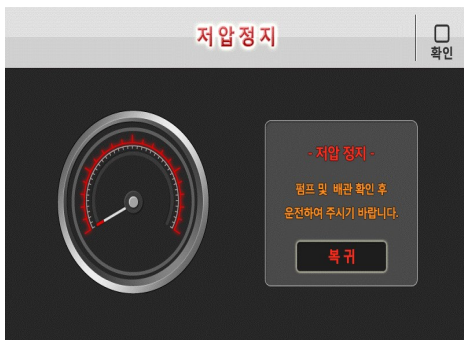 저압정지
확인
- 저압 정지 -
펌프 및 배관 확인 후
운전하여 주시기 바랍니다.
복귀